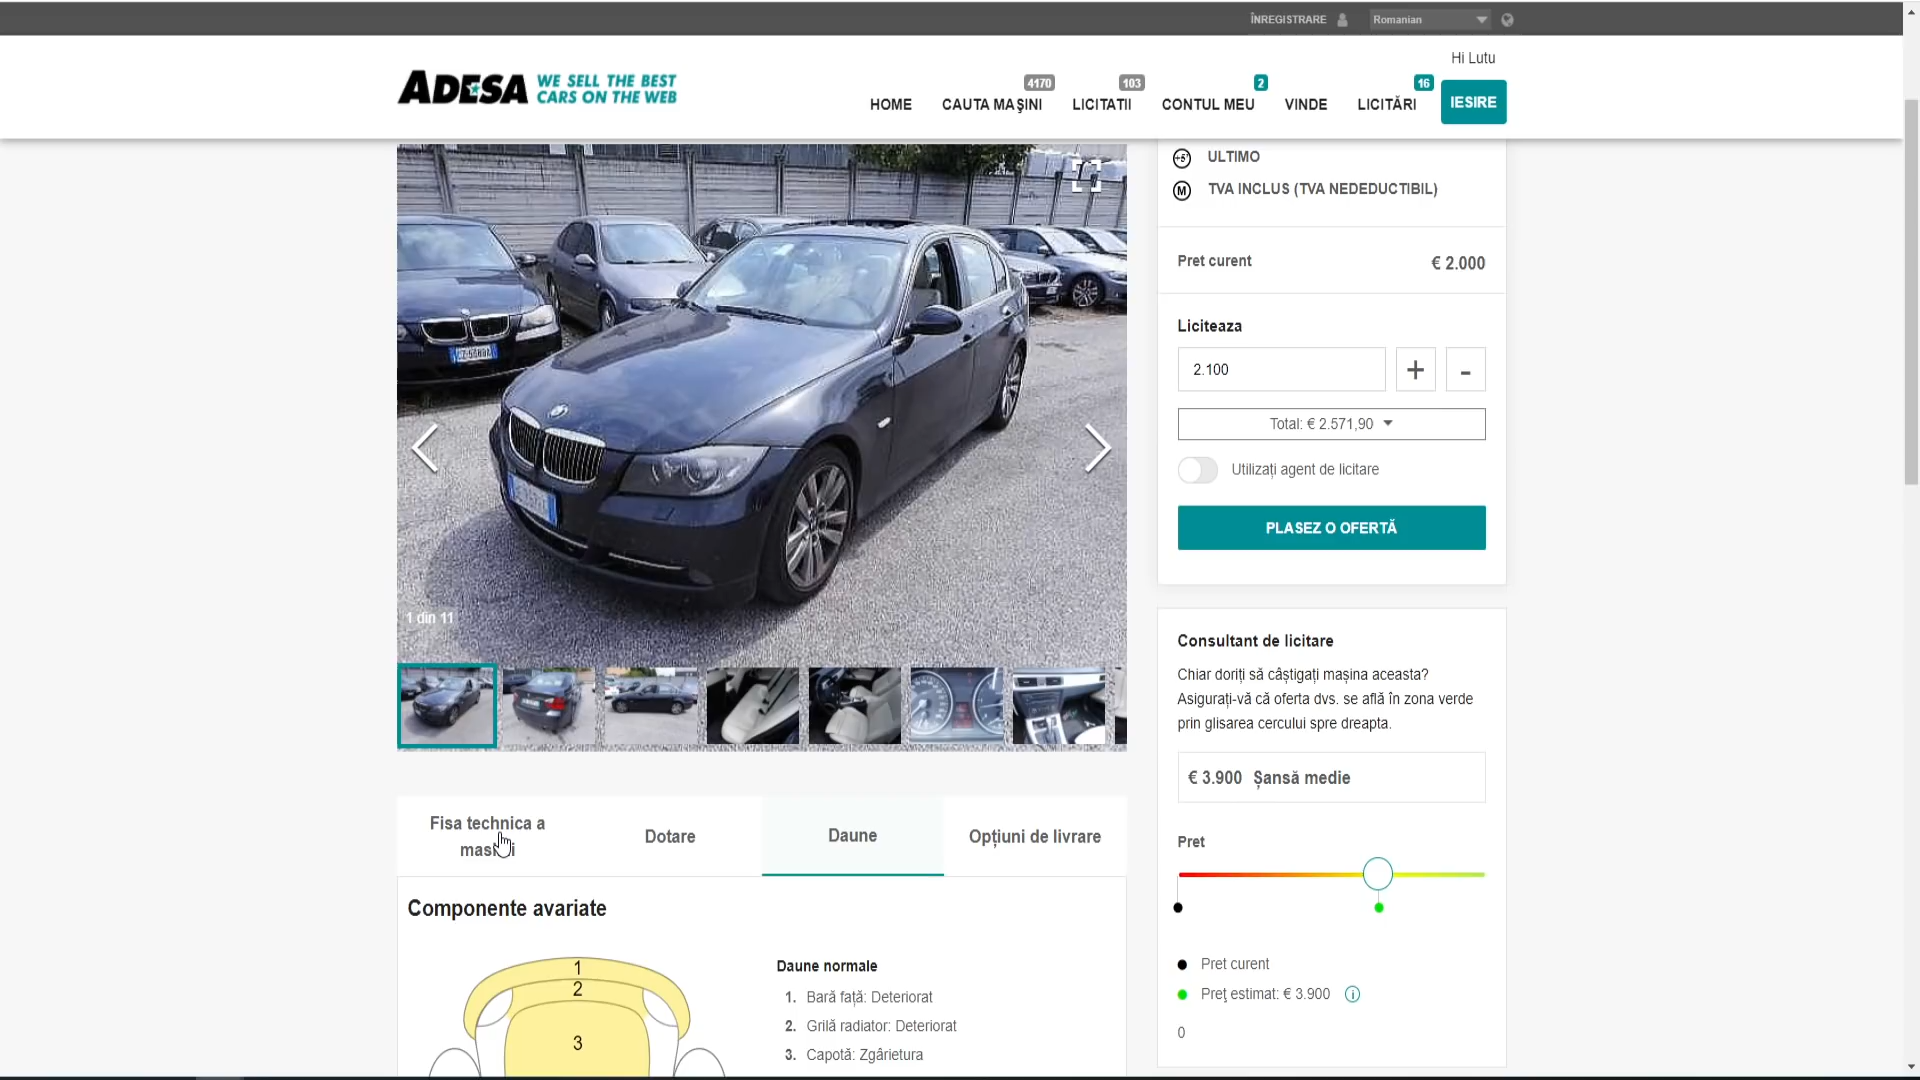 ÎNREGISTRARE
Romanian
Hi Lutu
ADESA WE SELL THE BEST
CARS ON THE WEB
4170
103
2
16
HOME
CAUTA MAŞINI
LICITATII
CONTUL MEU
VINDE
LICITĂRI
IESIRE
+5'
ULTIMO
M
TVA INCLUS (TVA NEDEDUCTIBIL)
Pret curent
€ 2.000
Liciteaza
2.100
+
-
Total: € 2.571,90
Utilizați agent de licitare
PLASEZ O OFERTĂ
1 din 11
Consultant de licitare
Chiar doriți să câștigați mașina aceasta?
Asigurați-vă că oferta dvs. se află în zona verde
prin glisarea cercului spre dreapta.
€ 3.900 Șansă medie
Pret
Pret curent
Preţ estimat: € 3.900
0
Fisa technica a
Dotare
Daune
Opțiuni de livrare
Componente avariate
1
2
3
Daune normale
1. Bară față: Deteriorat
2. Grilă radiator: Deteriorat
3. Capotă: Zgârietura